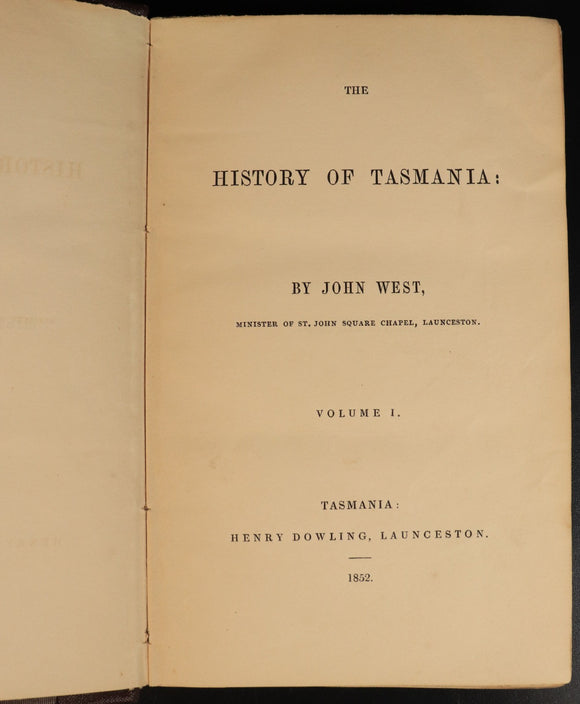 THE
HISTORY OF TASMANIA:
BY JOHN WEST,
MINISTER OF ST. JOHN SQUARE CHAPEL, LAUNCESTON.
VOLUME I.
TASMANIA:
HENRY DOWLING, LAUNCESTON.
1852.